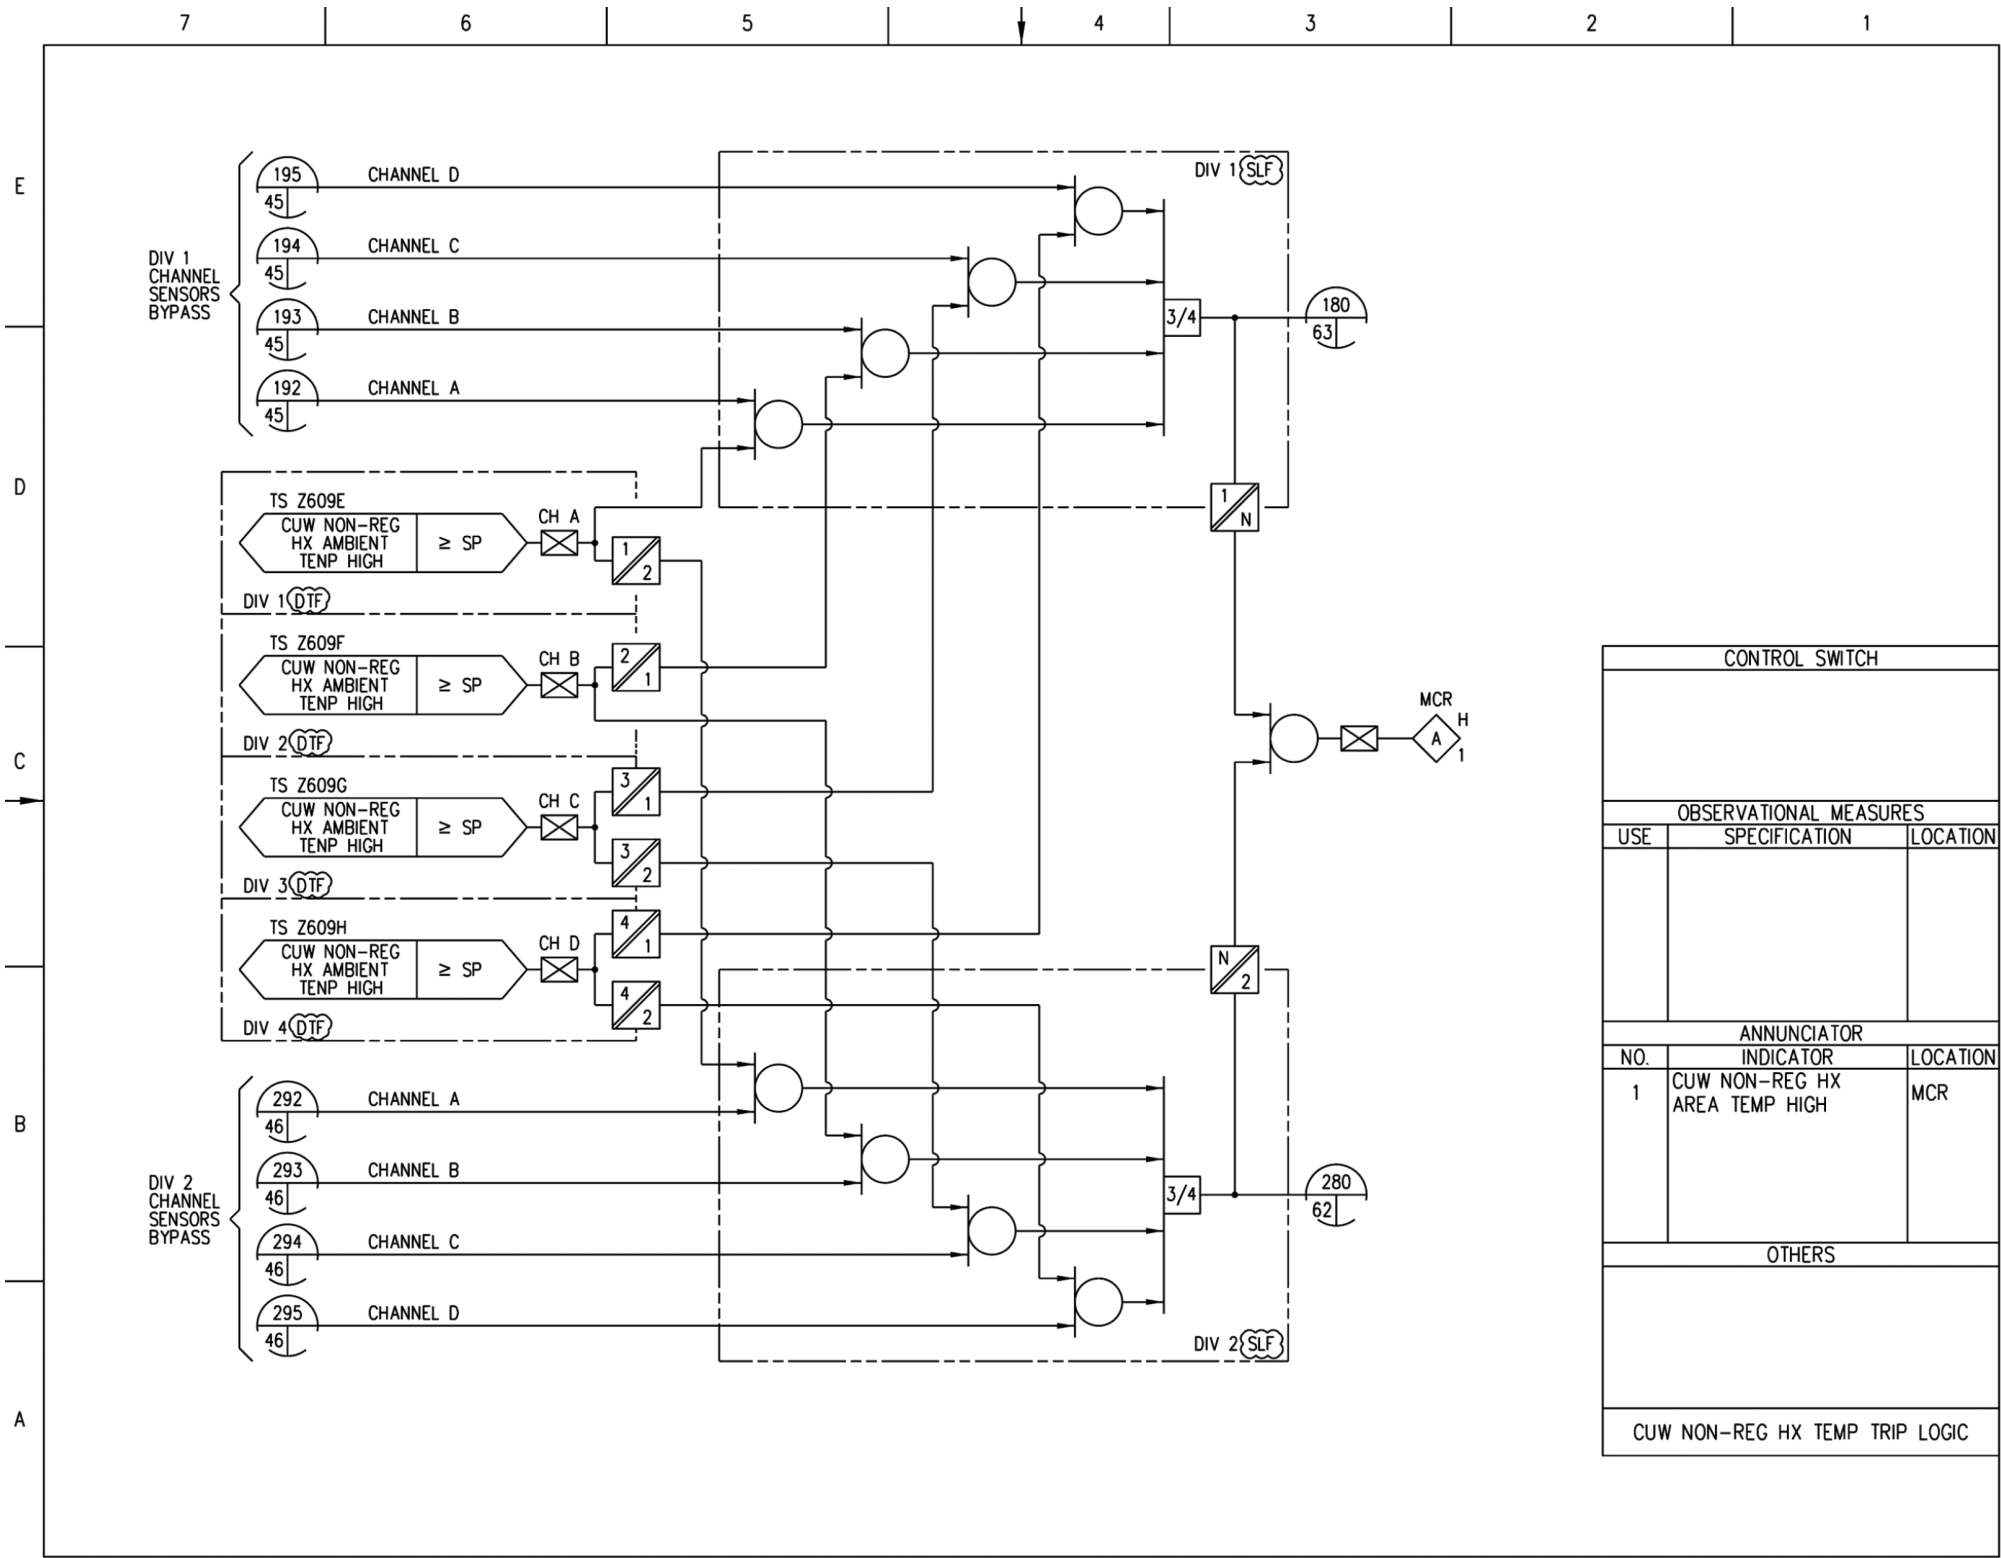 7 6 5 4 3 2 1
E
D
C
B
A
DIV 1
CHANNEL
SENSORS
BYPASS
195
45
CHANNEL D
194
45
CHANNEL C
193
45
CHANNEL B
192
45
CHANNEL A
DIV 1 SLF
3/4
180
63
1
N
TS Z609E
CUW NON-REG
HX AMBIENT
TENP HIGH
≥ SP
CH A
1
2
DIV 1 DTF
TS Z609F
CUW NON-REG
HX AMBIENT
TENP HIGH
≥ SP
CH B
2
1
DIV 2 DTF
TS Z609G
CUW NON-REG
HX AMBIENT
TENP HIGH
≥ SP
CH C
3
1
3
2
DIV 3 DTF
TS Z609H
CUW NON-REG
HX AMBIENT
TENP HIGH
≥ SP
CH D
4
1
4
2
DIV 4 DTF
MCR
A
H
1
N
2
DIV 2
CHANNEL
SENSORS
BYPASS
292
46
CHANNEL A
293
46
CHANNEL B
294
46
CHANNEL C
295
46
CHANNEL D
3/4
280
62
DIV 2 SLF
CONTROL SWITCH
OBSERVATIONAL MEASURES
USE SPECIFICATION LOCATION
ANNUNCIATOR
NO. INDICATOR LOCATION
1 CUW NON-REG HX MCR
AREA TEMP HIGH
OTHERS
CUW NON-REG HX TEMP TRIP LOGIC